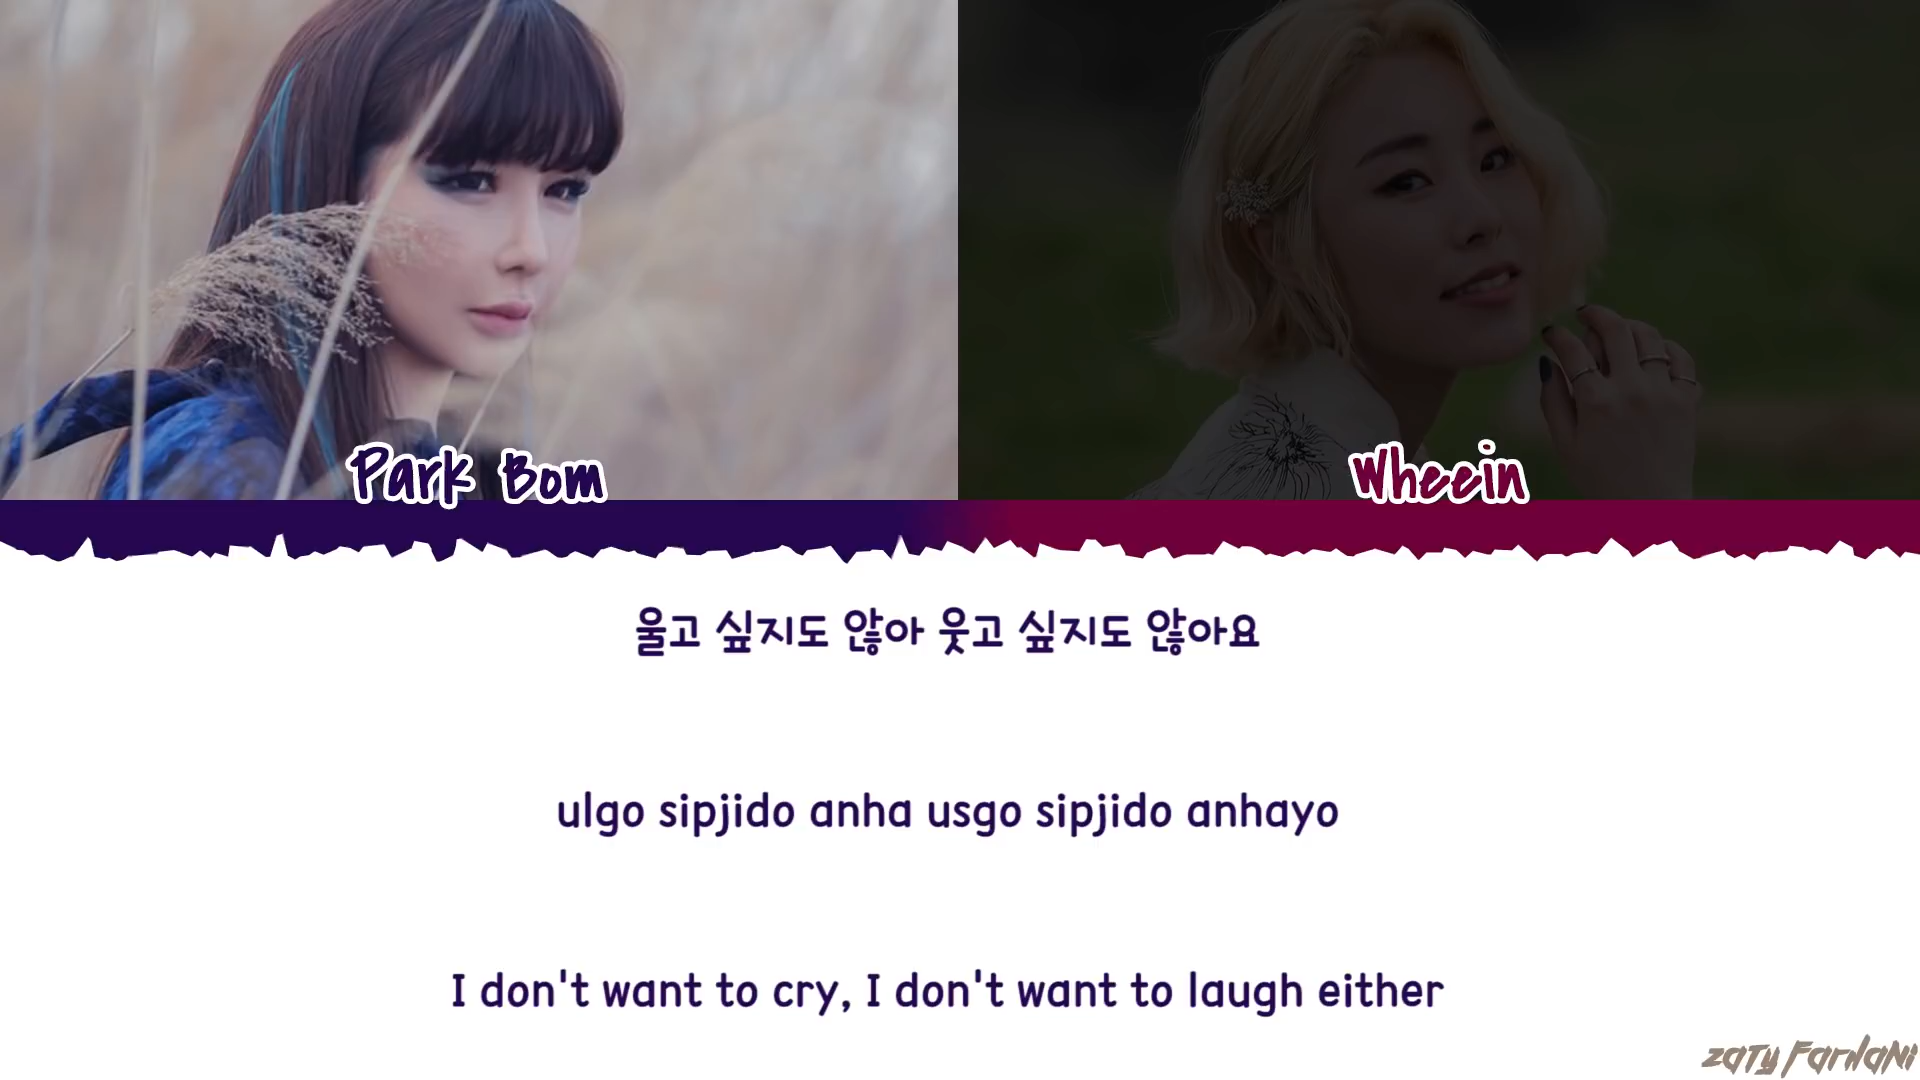 Park Bom
Wheein
울고 싶지도 않아 웃고 싶지도 않아요
ulgo sipjido anha usgo sipjido anhayo
I don't want to cry, I don't want to laugh either
Zaty Farhani